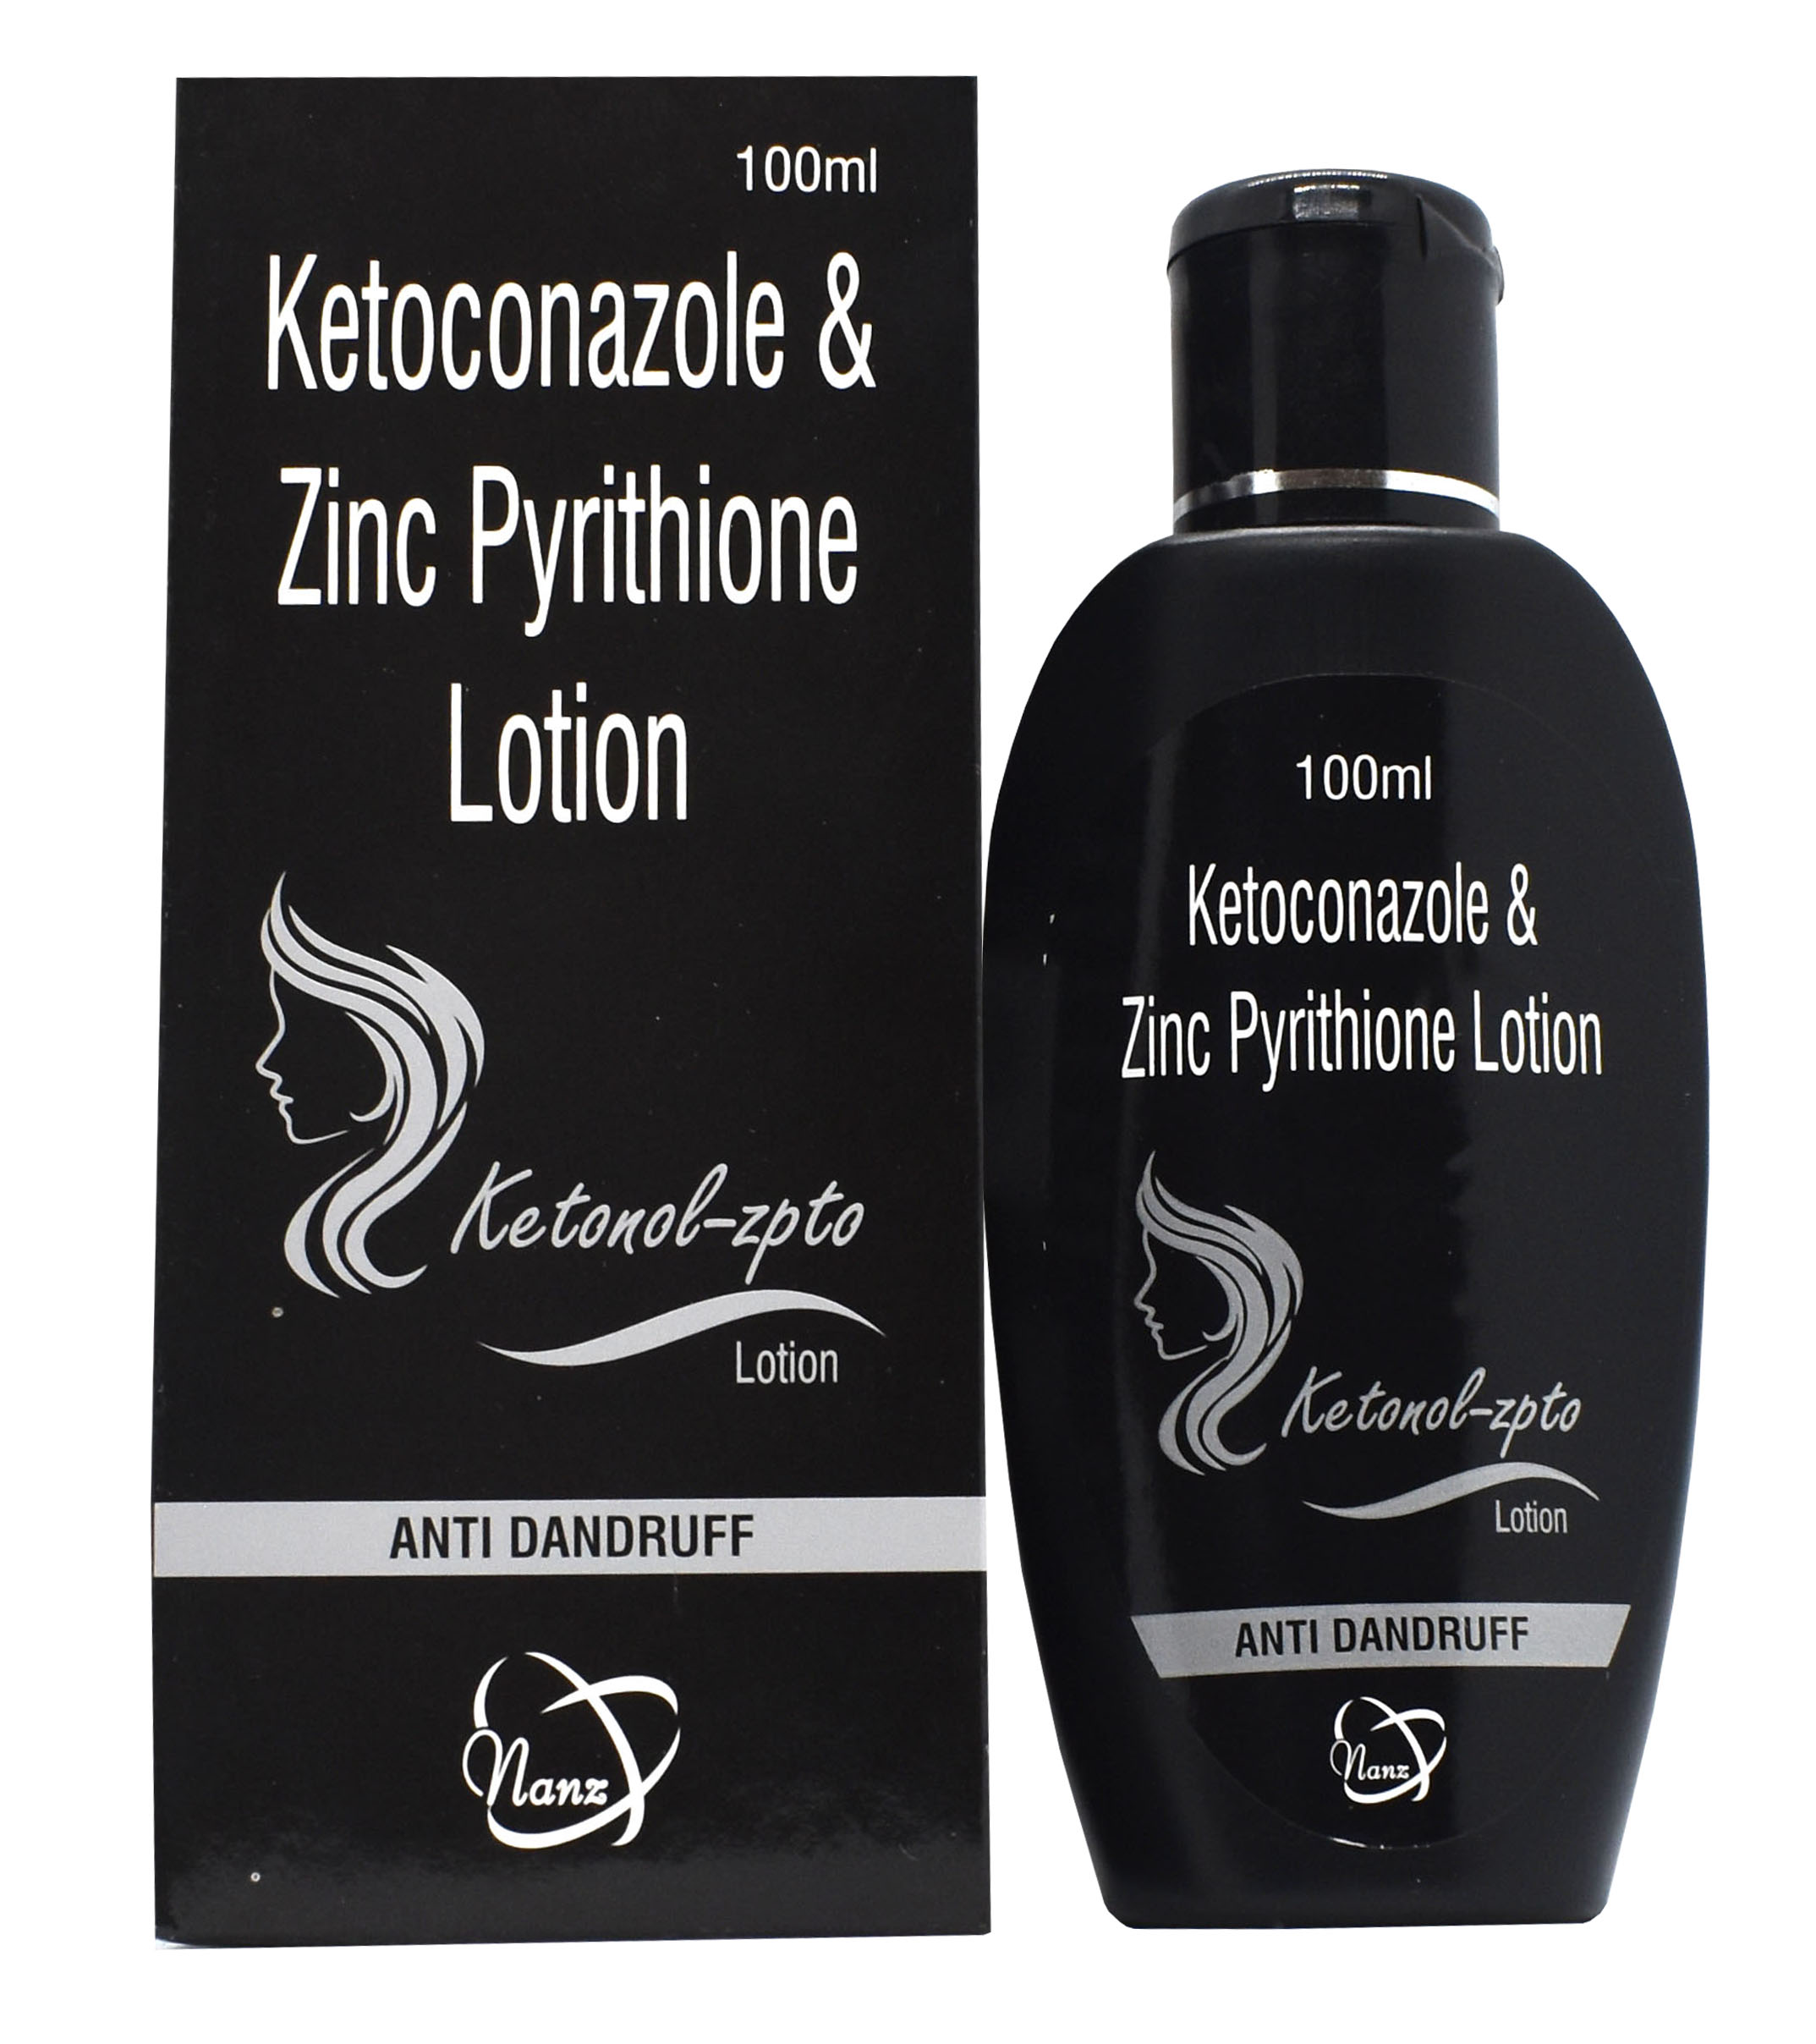 100ml
Ketoconazole &
Zinc Pyrithione
Lotion
Ketonol-zpto
Lotion
ANTI DANDRUFF
Nanz
100ml
Ketoconazole &
Zinc Pyrithione Lotion
Ketonol-zpto
Lotion
ANTI DANDRUFF
Nanz